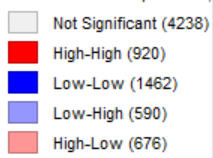 Not Significant (4238)
High-High (920)
Low-Low (1462)
Low-High (590)
High-Low (676)